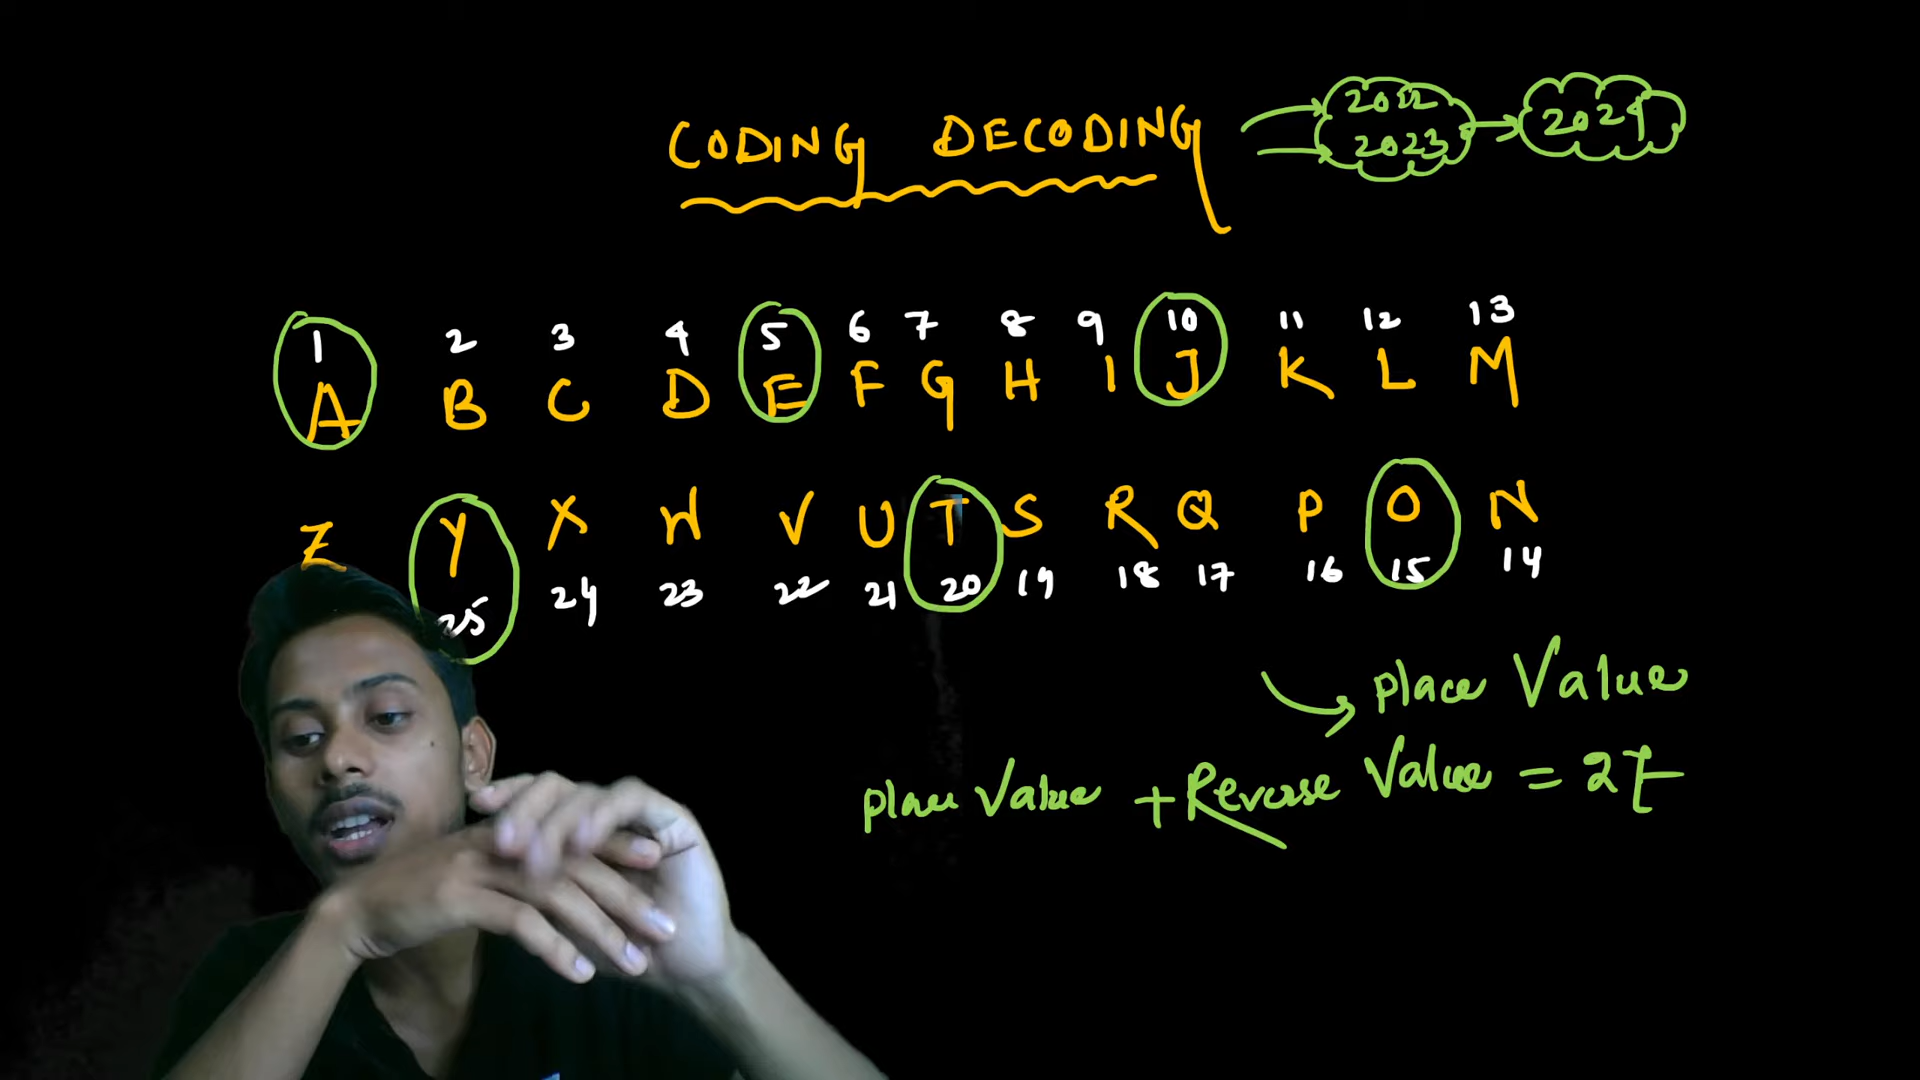 CODING DECODING
2022
2023
2024
1 2 3 4 5 6 7 8 9 10 11 12 13
A B C D E F G H I J K L M
Z Y X W V U T S R Q P O N
25 24 23 22 21 20 19 18 17 16 15 14
place Value
place Value + Reverse Value = 27